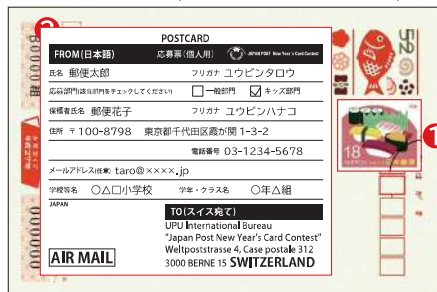 2
POSTCARD
FROM(日本語) 応募票(個人用) JAPAN POST New Year's Card Contest
氏名 郵便太郎 フリガナ ユウビンタロウ
応募部門(該当部門をチェックしてください) 一般部門 キッズ部門
保護者氏名 郵便花子 フリガナ ユウビンハナコ
住所 〒100-8798 東京都千代田区霞が関1-3-2
電話番号 03-1234-5678
メールアドレス(任意) taro@××××.jp
学校等名 ○△□小学校 学年・クラス名 ○年△組
JAPAN
TO(スイス宛て)
UPU International Bureau
"Japan Post New Year's Card Contest"
Weltpoststrasse 4, Case postale 312
3000 BERNE 15 SWITZERLAND
AIR MAIL
52
1
18
NIPPON